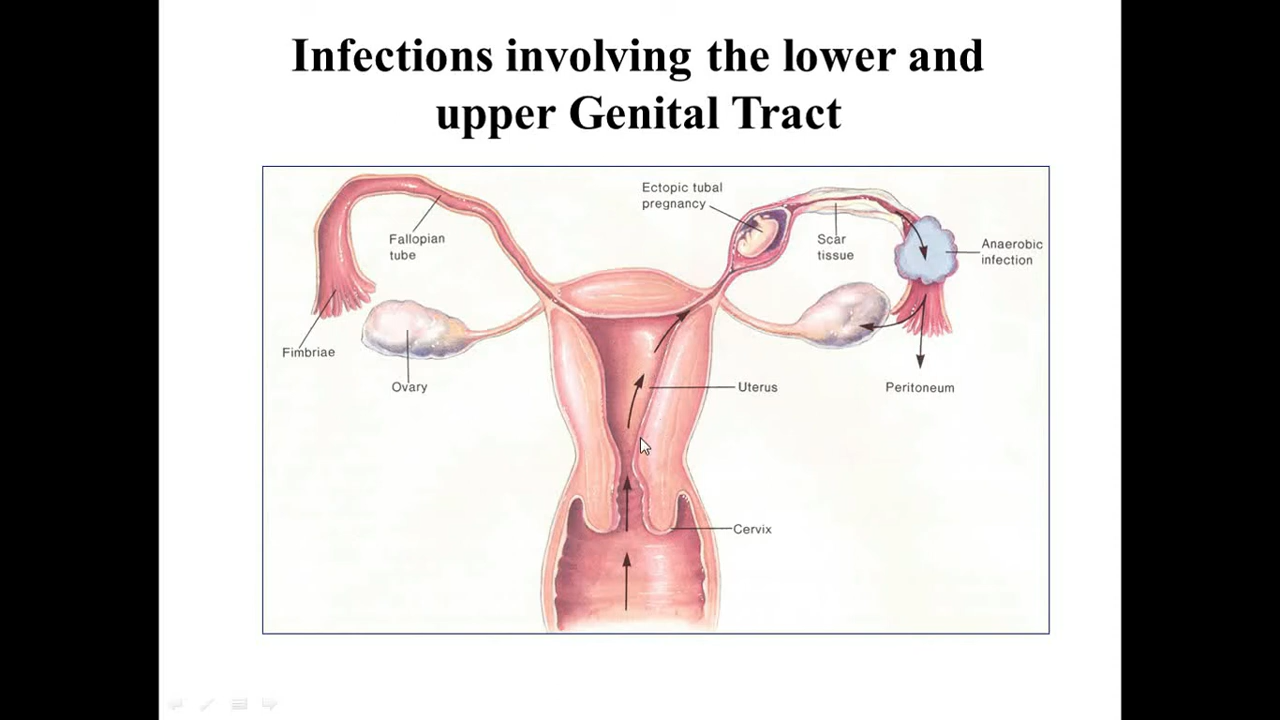 Infections involving the lower and
upper Genital Tract
Ectopic tubal
pregnancy
Fallopian
tube
Scar
tissue
Anaerobic
infection
Fimbriae
Ovary
Uterus
Peritoneum
Cervix